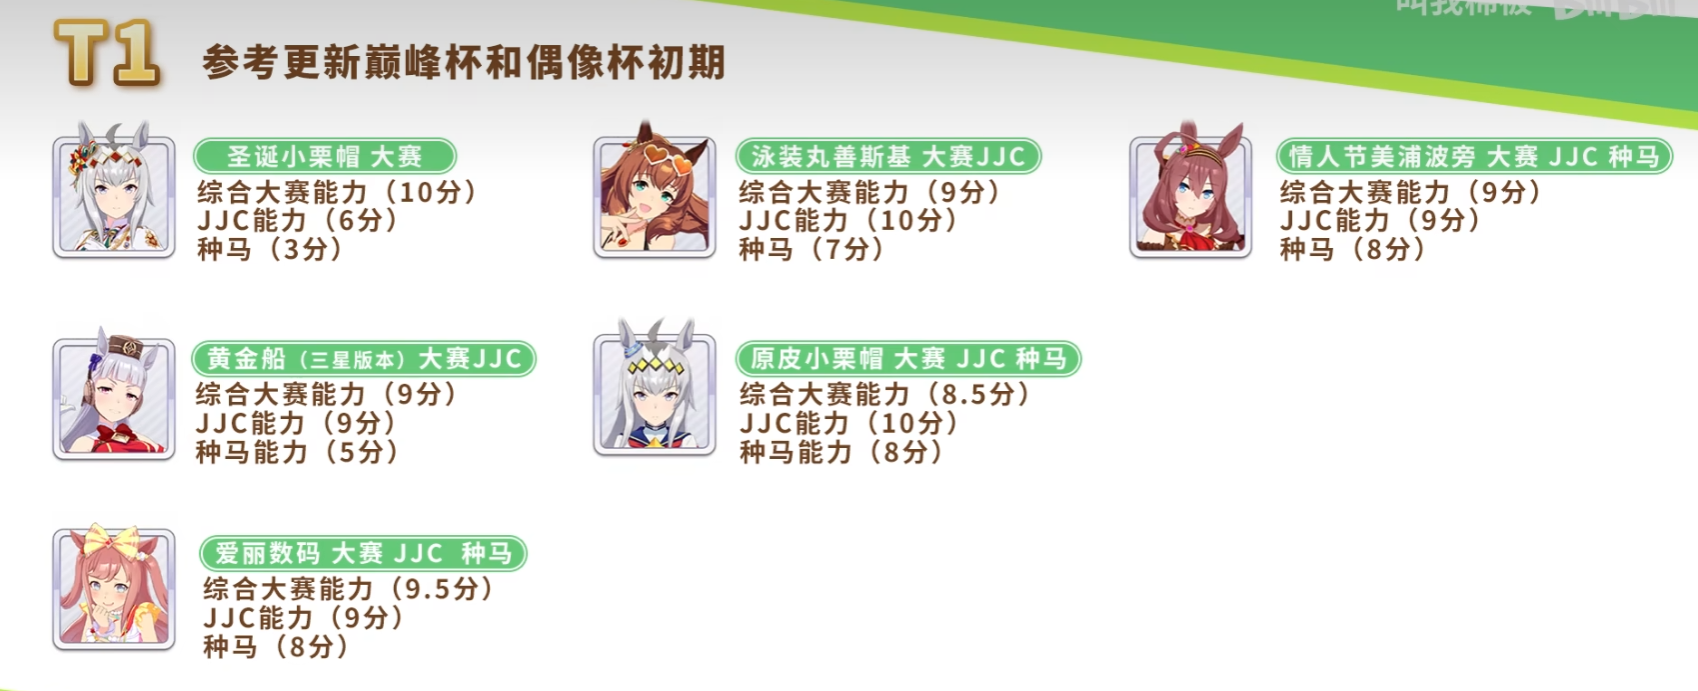 叫我柿饭 bilibili
T1 参考更新巅峰杯和偶像杯初期
圣诞小栗帽 大赛
综合大赛能力（10分）
JJC能力（6分）
种马（3分）
泳装丸善斯基 大赛JJC
综合大赛能力（9分）
JJC能力（10分）
种马（7分）
情人节美浦波旁 大赛 JJC 种马
综合大赛能力（9分）
JJC能力（9分）
种马（8分）
黄金船（三星版本）大赛JJC
综合大赛能力（9分）
JJC能力（9分）
种马能力（5分）
原皮小栗帽 大赛 JJC 种马
综合大赛能力（8.5分）
JJC能力（10分）
种马能力（8分）
爱丽数码 大赛 JJC 种马
综合大赛能力（9.5分）
JJC能力（9分）
种马（8分）